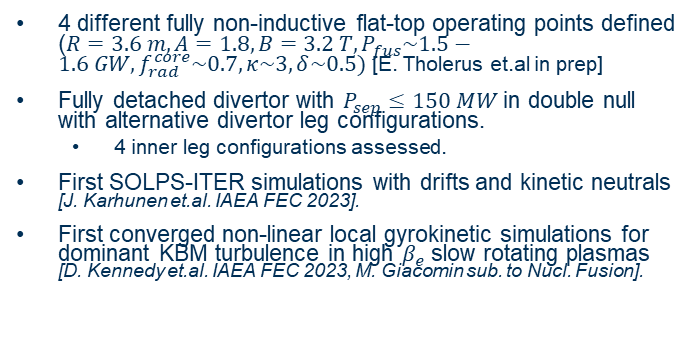 • 4 different fully non-inductive flat-top operating points defined
(R = 3.6 m, A = 1.8, B = 3.2 T, P_fus~1.5 −
1.6 GW, f_rad^core~0.7, κ~3, δ~0.5) [E. Tholerus et.al in prep]
• Fully detached divertor with P_sep ≤ 150 MW in double null
with alternative divertor leg configurations.
• 4 inner leg configurations assessed.
• First SOLPS-ITER simulations with drifts and kinetic neutrals
[J. Karhunen et.al. IAEA FEC 2023].
• First converged non-linear local gyrokinetic simulations for
dominant KBM turbulence in high β_e slow rotating plasmas
[D. Kennedy et.al. IAEA FEC 2023, M. Giacomin sub. to Nucl. Fusion].